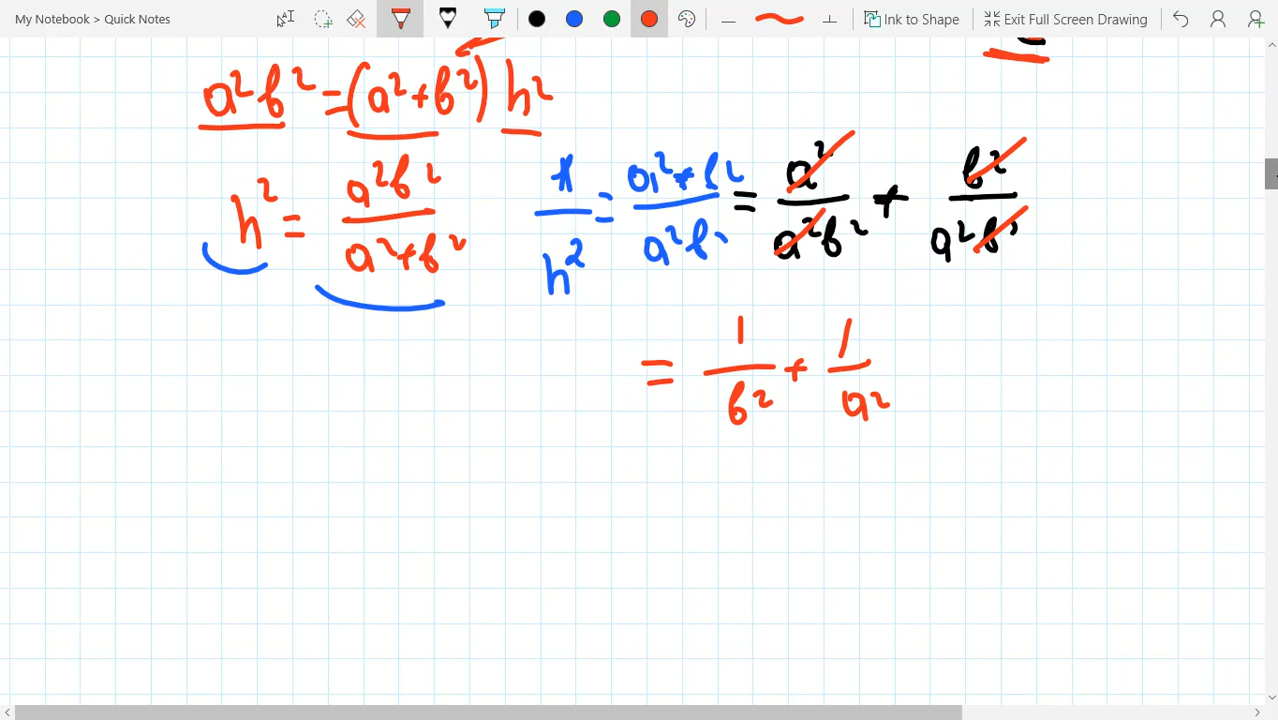 My Notebook > Quick Notes
Ink to Shape
Exit Full Screen Drawing
a²b² = (a²+b²) h²
h² = a²b² / a²+b²
1/h² = a²+b² / a²b² = a² / a²b² + b² / a²b²
= 1/b² + 1/a²